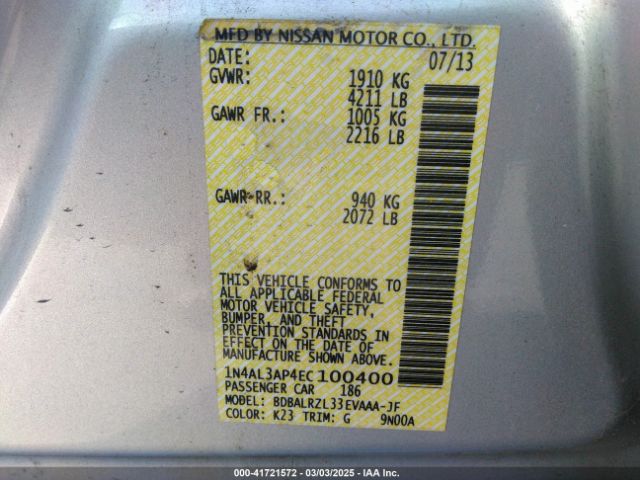 MFD BY NISSAN MOTOR CO., LTD.
DATE: 07/13
GVWR: 1910 KG
4211 LB
GAWR FR.: 1005 KG
2216 LB
GAWR RR.: 940 KG
2072 LB
THIS VEHICLE CONFORMS TO
ALL APPLICABLE FEDERAL
MOTOR VEHICLE SAFETY,
BUMPER, AND THEFT
PREVENTION STANDARDS IN
EFFECT ON THE DATE OF
MANUFACTURE SHOWN ABOVE.
1N4AL3AP4EC100400
PASSENGER CAR 186
MODEL: BDBALRZL33EVAAA-JF
COLOR: K23 TRIM: G 9N00A
000-41721572 | 03/03/2025 | IAA Inc.